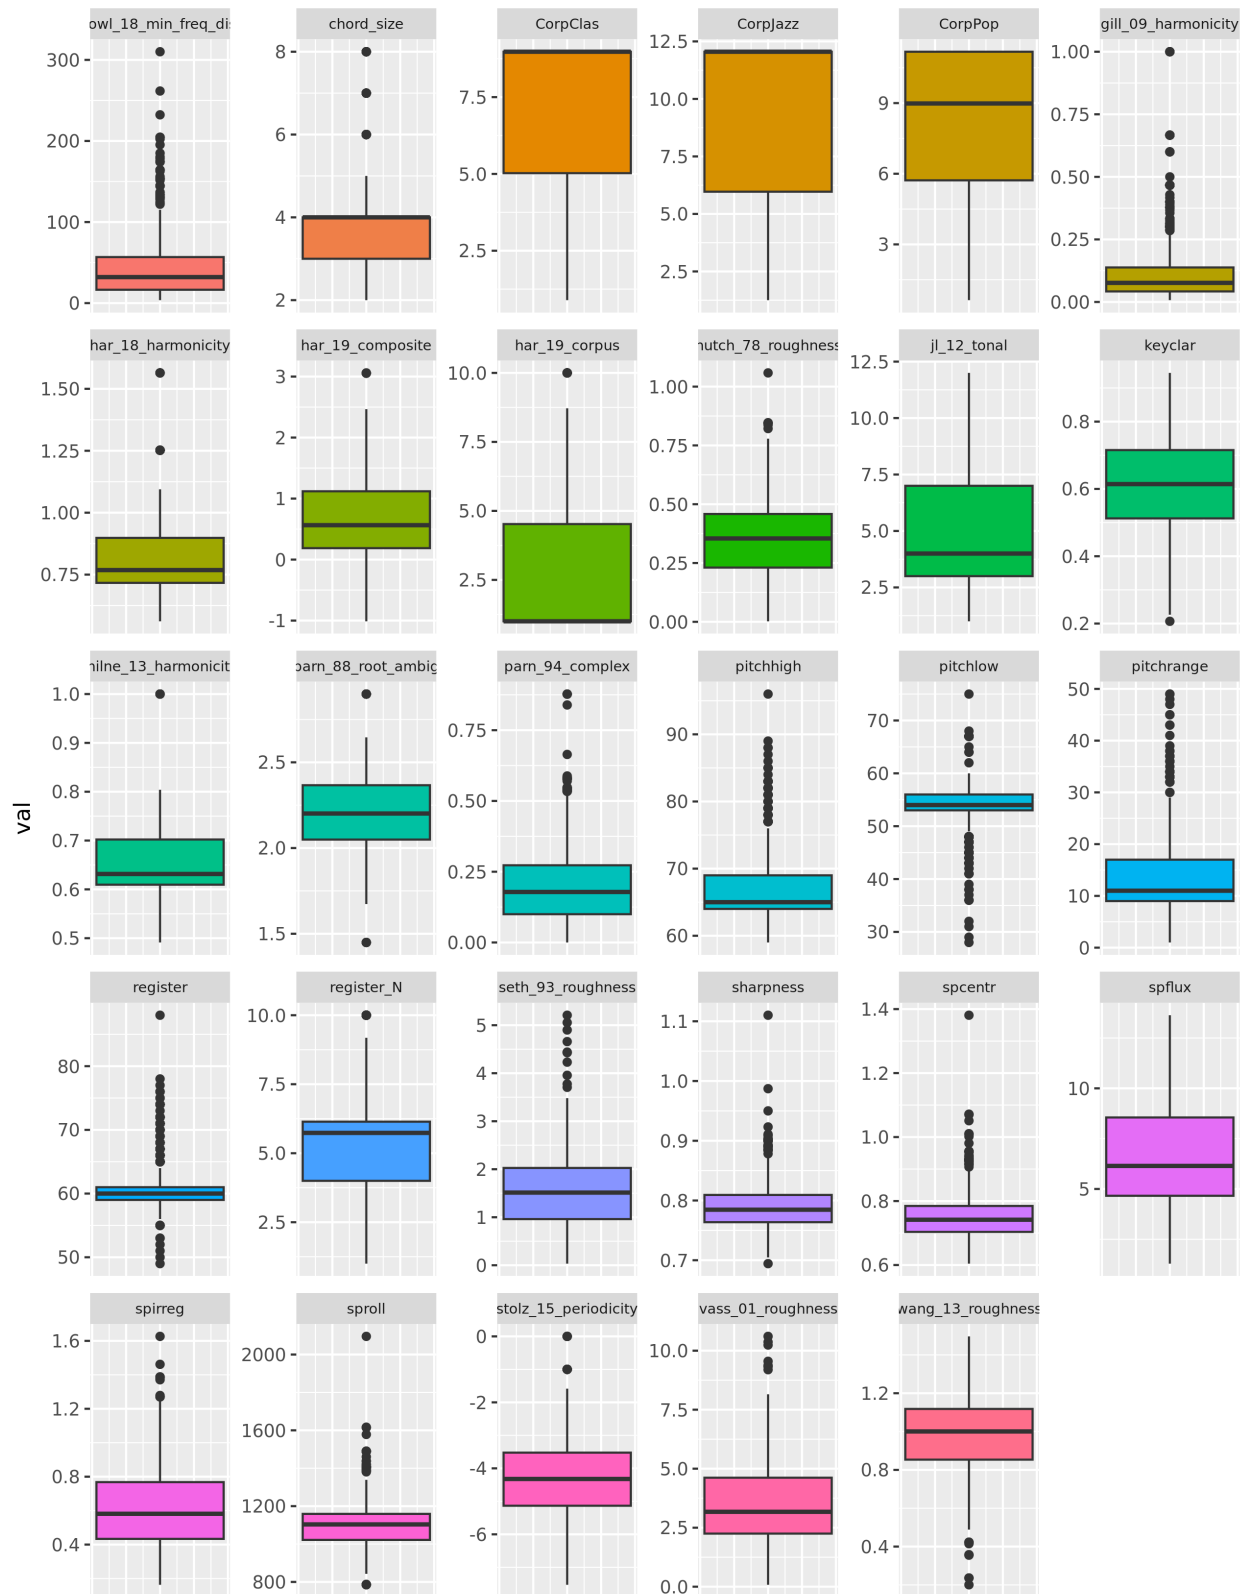 owl_18_min_freq_di chord_size CorpClas CorpJazz CorpPop gill_09_harmonicity
300 8 7.5 12.5 9 1.00
200 6 5.0 10.0 6 0.75
100 4 2.5 7.5 3 0.50
0 2 5.0 0.25
2.5 0.00
har_18_harmonicity har_19_composite har_19_corpus hutch_78_roughness jl_12_tonal keyclar
1.50 3 10.0 1.00 12.5 0.8
1.25 2 7.5 0.75 10.0 0.6
1.00 1 5.0 0.50 7.5 0.4
0.75 0 2.5 0.25 5.0 0.2
-1 0.00 2.5
val
nilne_13_harmonicit parn_88_root_ambig parn_94_complex pitchhigh pitchlow pitchrange
1.0 2.5 0.75 90 70 50
0.9 2.0 0.50 80 60 40
0.8 1.5 0.25 70 50 30
0.7 0.00 60 40 20
0.6 30 10
0.5 0
register register_N seth_93_roughness sharpness spcentr spflux
80 10.0 5 1.1 1.4 10
70 7.5 4 1.0 1.2 5
60 5.0 3 0.9 1.0
50 2.5 2 0.8 0.8
1 0.7 0.6
0
spirreg sproll stolz_15_periodicity vass_01_roughness wang_13_roughness
1.6 2000 0 10.0 1.2
1.2 1600 -2 7.5 0.8
0.8 1200 -4 5.0 0.4
0.4 800 -6 2.5
0.0